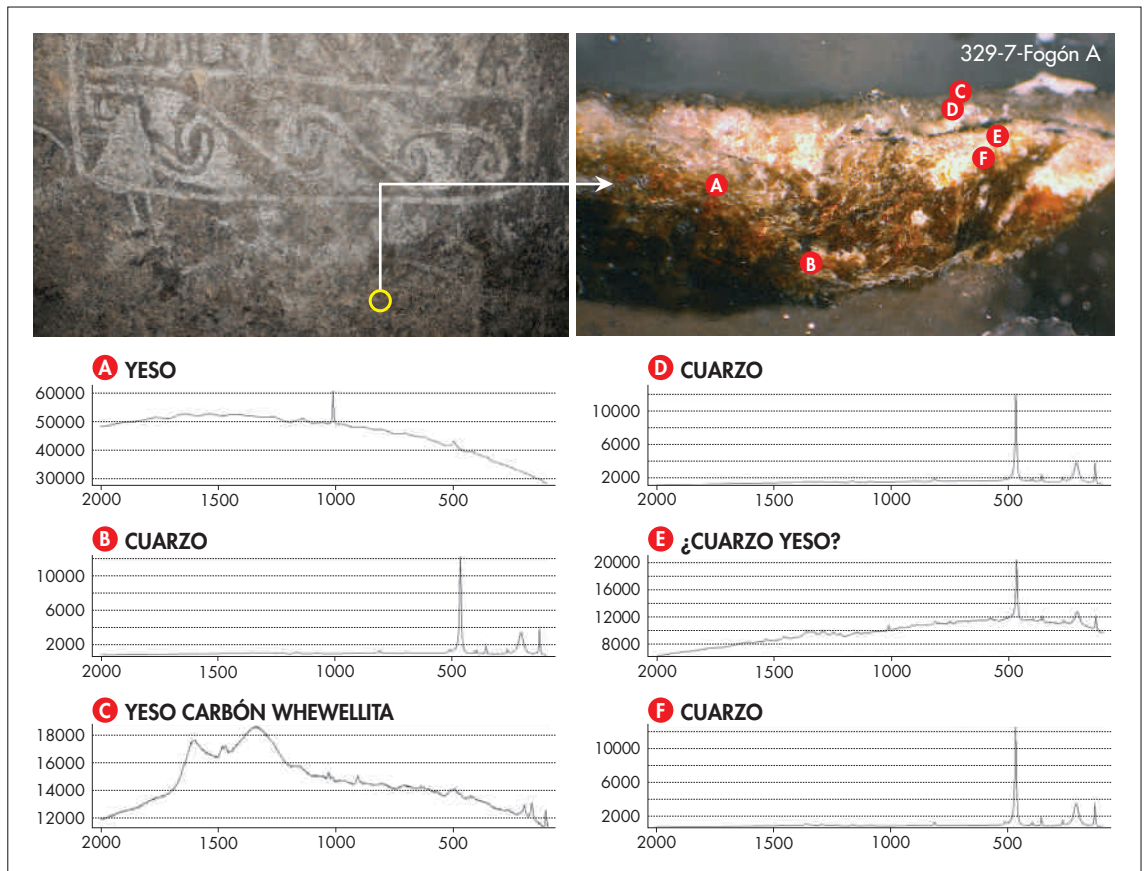 329-7-Fogón A
C
D
E
F
A
B
A YESO
60000
50000
40000
30000
2000 1500 1000 500
B CUARZO
10000
6000
2000
2000 1500 1000 500
C YESO CARBÓN WHEWELLITA
18000
16000
14000
12000
2000 1500 1000 500
D CUARZO
10000
6000
2000
2000 1500 1000 500
E ¿CUARZO YESO?
20000
16000
12000
8000
2000 1500 1000 500
F CUARZO
10000
6000
2000
2000 1500 1000 500